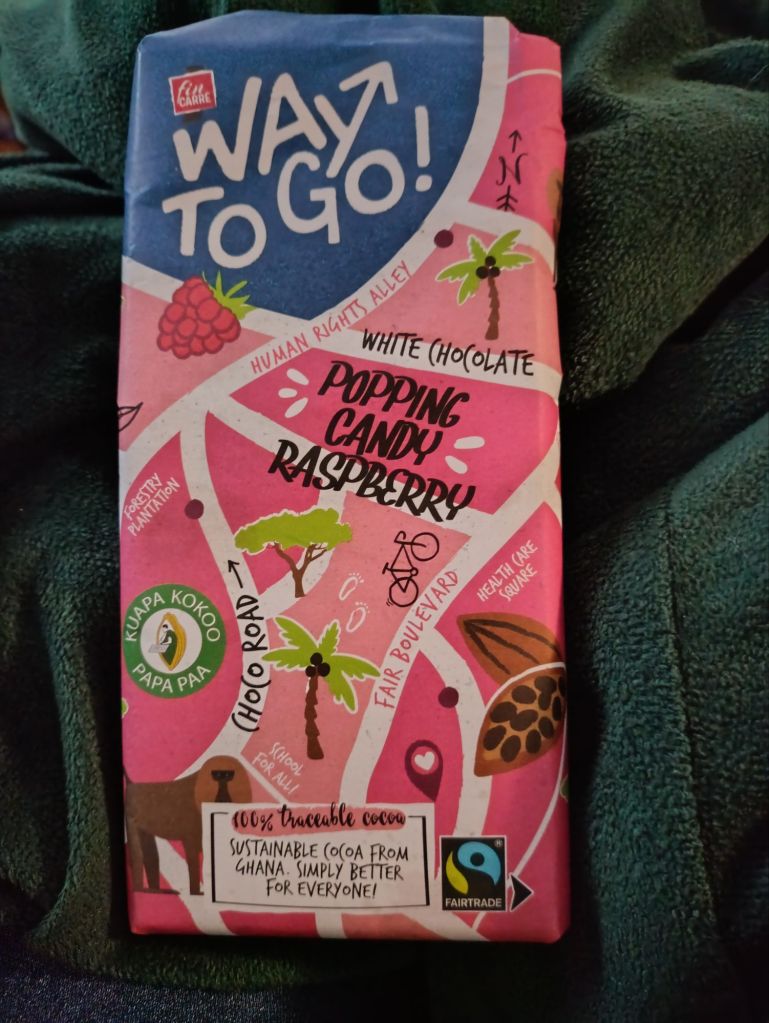 fin
CARRÉ
WAY
TO GO!
N
HUMAN RIGHTS ALLEY
WHITE CHOCOLATE
POPPING
CANDY
RASPBERRY
FORESTRY
PLANTATION
HEALTH CARE
SQUARE
KUAPA KOKOO
PAPA PAA
CHOCO ROAD
FAIR BOULEVARD
SCHOOL
FOR ALL!
100% traceable cocoa
SUSTAINABLE COCOA FROM
GHANA. SIMPLY BETTER
FOR EVERYONE!
FAIRTRADE
®